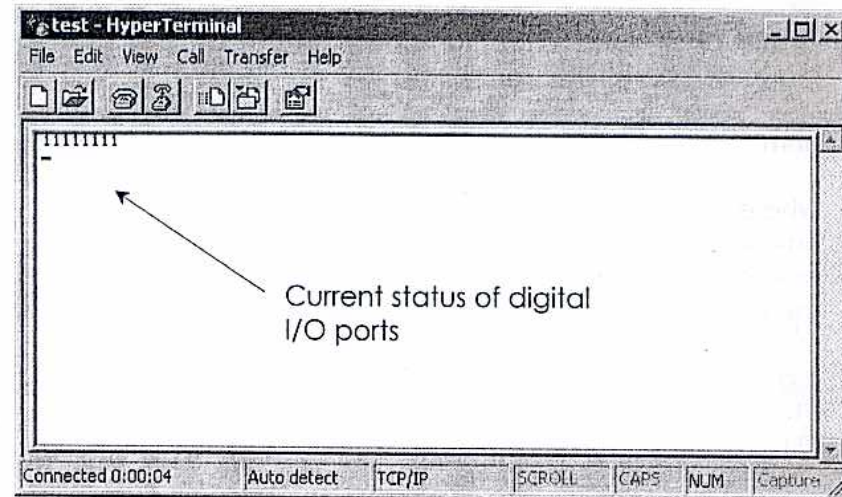 test - HyperTerminal
File Edit View Call Transfer Help
11111111
Current status of digital
I/O ports
Connected 0:00:04 Auto detect TCP/IP SCROLL CAPS NUM Capture